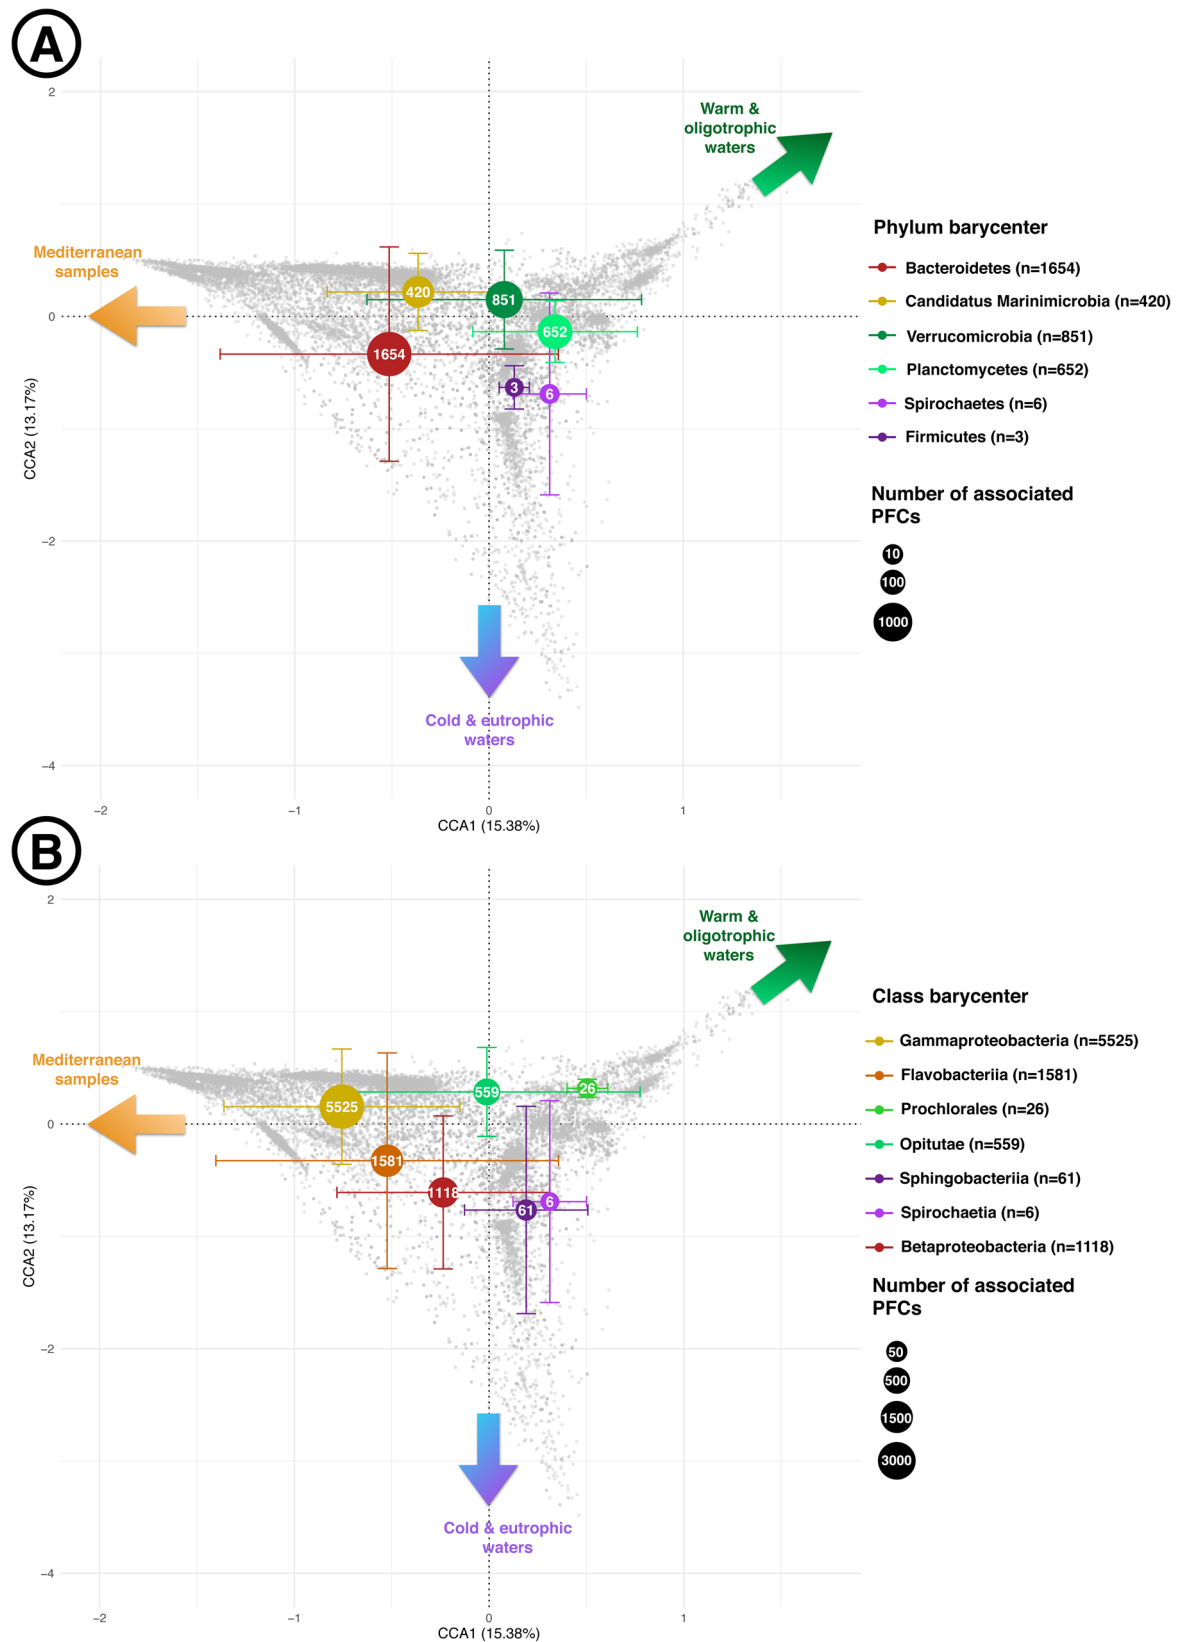 A
2
0
−2
−4
−2
−1
0
1
CCA2 (13.17%)
CCA1 (15.38%)
Warm &
oligotrophic
waters
Mediterranean
samples
Cold & eutrophic
waters
420
851
652
1654
3
6
Phylum barycenter
Bacteroidetes (n=1654)
Candidatus Marinimicrobia (n=420)
Verrucomicrobia (n=851)
Planctomycetes (n=652)
Spirochaetes (n=6)
Firmicutes (n=3)
Number of associated
PFCs
10
100
1000
B
2
0
−2
−4
−2
−1
0
1
CCA2 (13.17%)
CCA1 (15.38%)
Warm &
oligotrophic
waters
Mediterranean
samples
Cold & eutrophic
waters
5525
559
26
1581
1118
61
6
Class barycenter
Gammaproteobacteria (n=5525)
Flavobacteriia (n=1581)
Prochlorales (n=26)
Opitutae (n=559)
Sphingobacteriia (n=61)
Spirochaetia (n=6)
Betaproteobacteria (n=1118)
Number of associated
PFCs
50
500
1500
3000